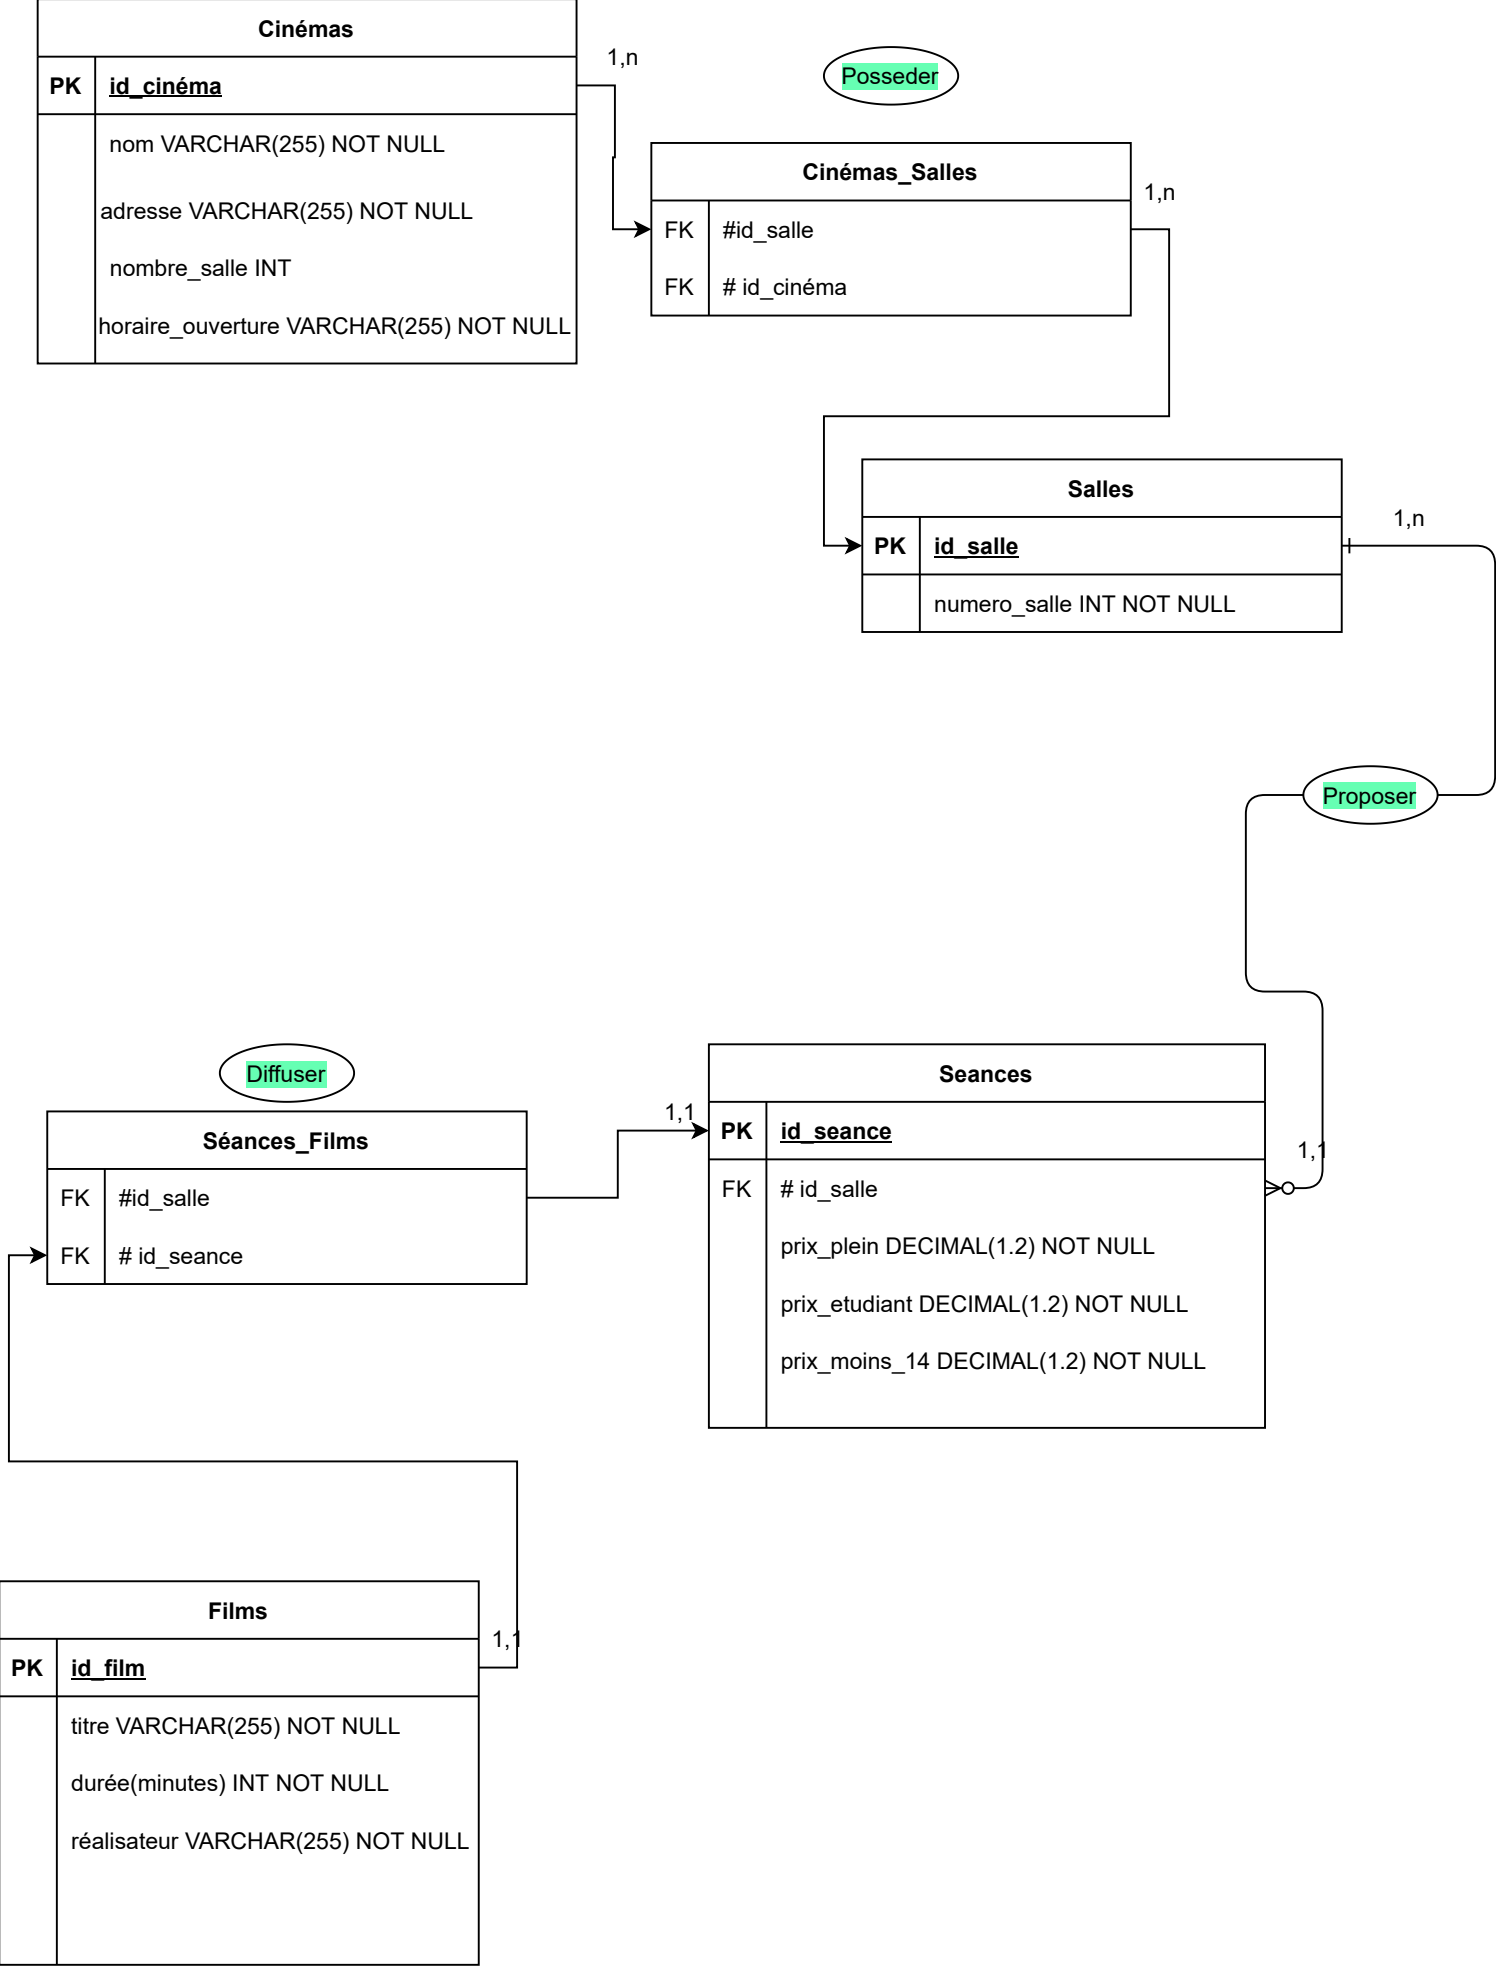 Cinémas
PK id_cinéma
nom VARCHAR(255) NOT NULL
adresse VARCHAR(255) NOT NULL
nombre_salle INT
horaire_ouverture VARCHAR(255) NOT NULL
1,n
Posseder
Cinémas_Salles
FK #id_salle
FK # id_cinéma
1,n
Salles
PK id_salle
numero_salle INT NOT NULL
1,n
Proposer
Diffuser
Séances_Films
FK #id_salle
FK # id_seance
1,1
Seances
PK id_seance
FK # id_salle
prix_plein DECIMAL(1.2) NOT NULL
prix_etudiant DECIMAL(1.2) NOT NULL
prix_moins_14 DECIMAL(1.2) NOT NULL
1,1
Films
PK id_film
titre VARCHAR(255) NOT NULL
durée(minutes) INT NOT NULL
réalisateur VARCHAR(255) NOT NULL
1,1